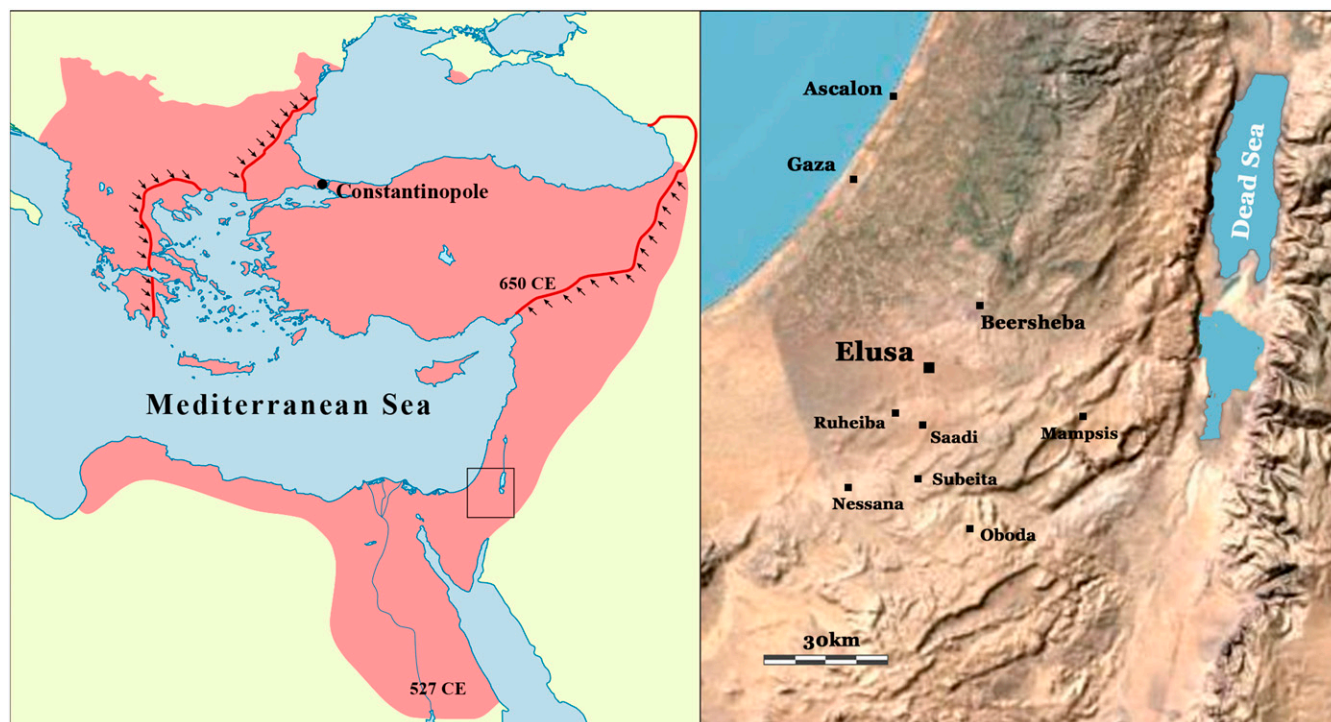 Constantinopole
650 CE
Mediterranean Sea
527 CE
Ascalon
Gaza
Dead Sea
Beersheba
Elusa
Ruheiba
Saadi
Mampsis
Subeita
Nessana
Oboda
30km